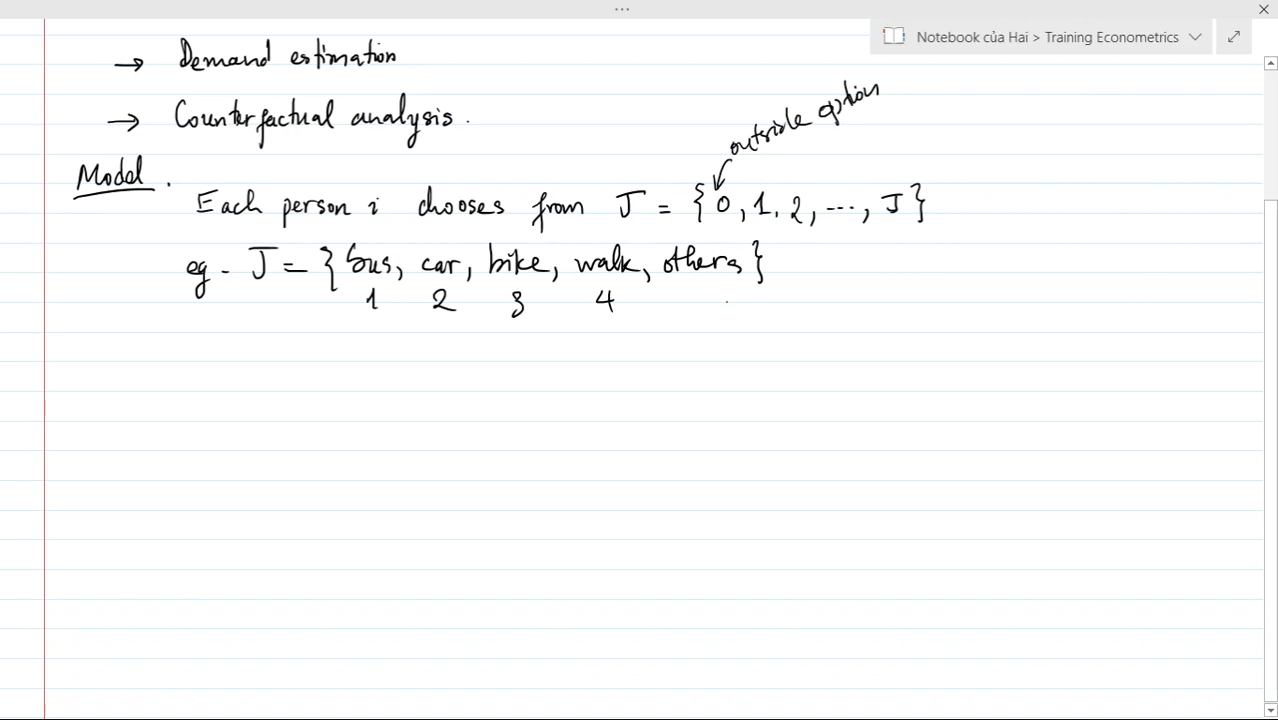 ...
Notebook của Hai > Training Econometrics
→ Demand estimation
→ Counterfactual analysis.
outside option
Model.
Each person i chooses from J = {0, 1, 2, ..., J}
eg. J = {bus, car, bike, walk, others}
1 2 3 4